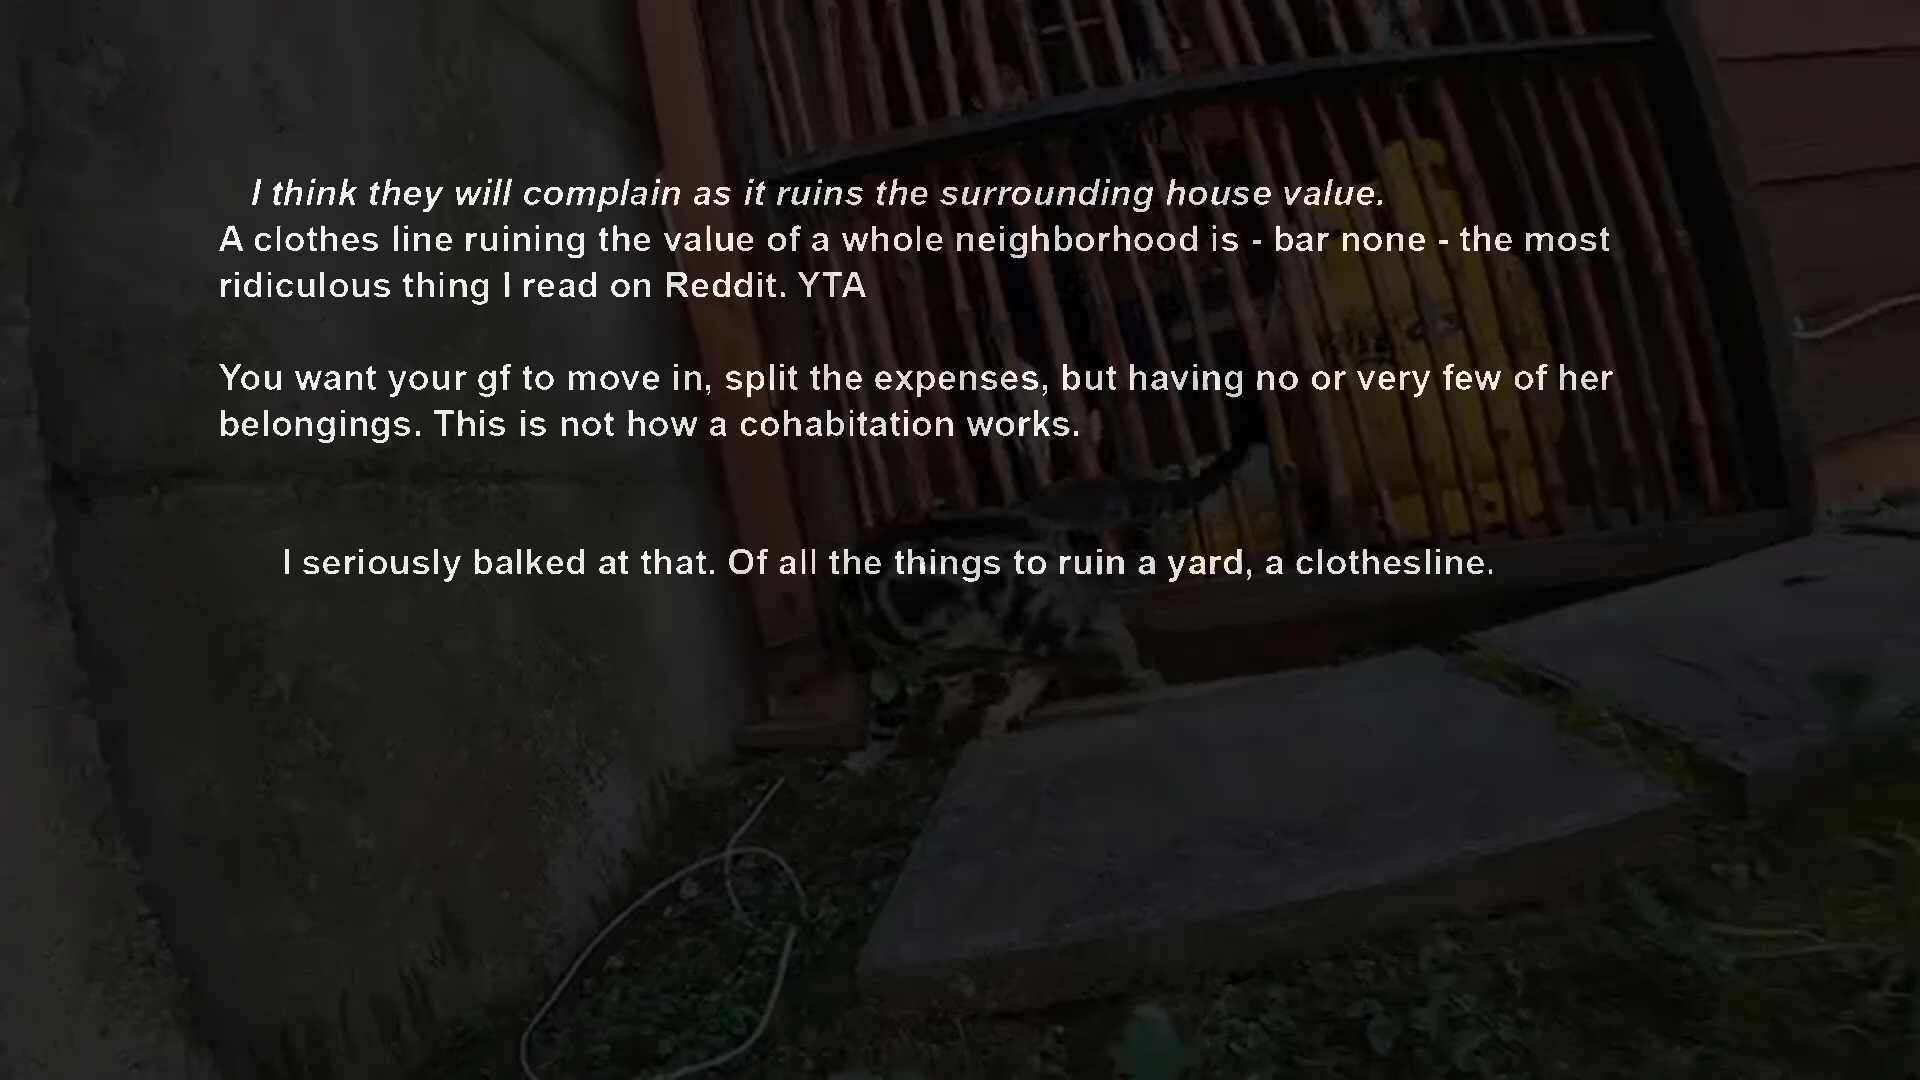 I think they will complain as it ruins the surrounding house value.
A clothes line ruining the value of a whole neighborhood is - bar none - the most
ridiculous thing I read on Reddit. YTA
You want your gf to move in, split the expenses, but having no or very few of her
belongings. This is not how a cohabitation works.
I seriously balked at that. Of all the things to ruin a yard, a clothesline.